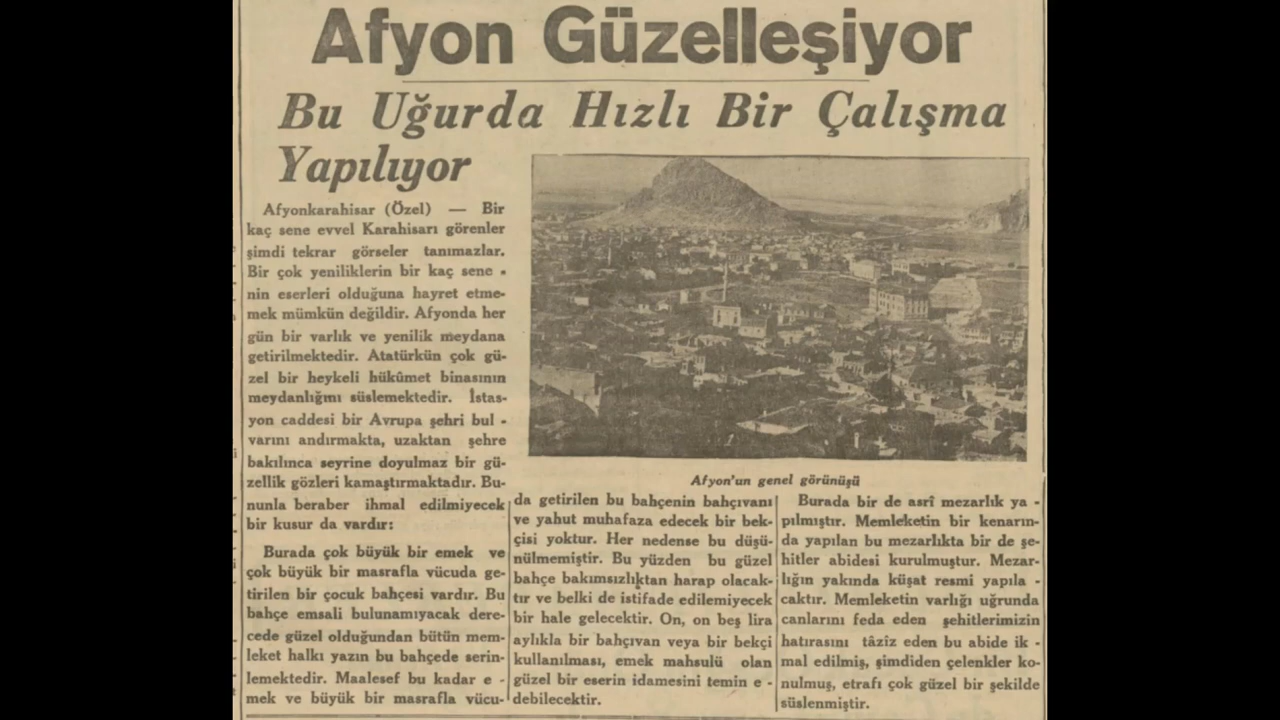 Afyon Güzelleşiyor
Bu Uğurda Hızlı Bir Çalışma
Yapılıyor
Afyonkarahisar (Özel) — Bir
kaç sene evvel Karahisarı görenler
şimdi tekrar görseler tanımazlar.
Bir çok yeniliklerin bir kaç sene -
nin eserleri olduğuna hayret etme-
mek mümkün değildir. Afyonda her
gün bir varlık ve yenilik meydana
getirilmektedir. Atatürkün çok gü-
zel bir heykeli hükûmet binasının
meydanlığını süslemektedir. İstas-
yon caddesi bir Avrupa şehri bul -
varını andırmakta, uzaktan şehre
bakılınca seyrine doyulmaz bir gü-
zellik gözleri kamaştırmaktadır. Bu-
nunla beraber ihmal edilmiyecek
bir kusur da vardır:
Burada çok büyük bir emek ve
çok büyük bir masrafla vücuda ge-
tirilen bir çocuk bahçesi vardır. Bu
bahçe emsali bulunamıyacak dere-
cede güzel olduğundan bütün mem-
leket halkı yazın bu bahçede serin-
lemektedir. Maalesef bu kadar e -
mek ve büyük bir masrafla vücu-
Afyon'un genel görünüşü
da getirilen bu bahçenin bahçıvanı
ve yahut muhafaza edecek bir bek-
çisi yoktur. Her nedense bu düşü-
nülmemiştir. Bu yüzden bu güzel
bahçe bakımsızlıktan harap olacak-
tır ve belki de istifade edilemiyecek
bir hale gelecektir. On, on beş lira
aylıkla bir bahçıvan veya bir bekçi
kullanılması, emek mahsulü olan
güzel bir eserin idamesini temin e -
debilecektir.
Burada bir de asrî mezarlık ya -
pılmıştır. Memleketin bir kenarın-
da yapılan bu mezarlıkta bir de şe-
hitler abidesi kurulmuştur. Mezar-
lığın yakında küşat resmi yapıla -
caktır. Memleketin varlığı uğrunda
canlarını feda eden şehitlerimizin
hatırasını tâzîz eden bu abide ik -
mal edilmiş, şimdiden çelenkler ko-
nulmuş, etrafı çok güzel bir şekilde
süslenmiştir.